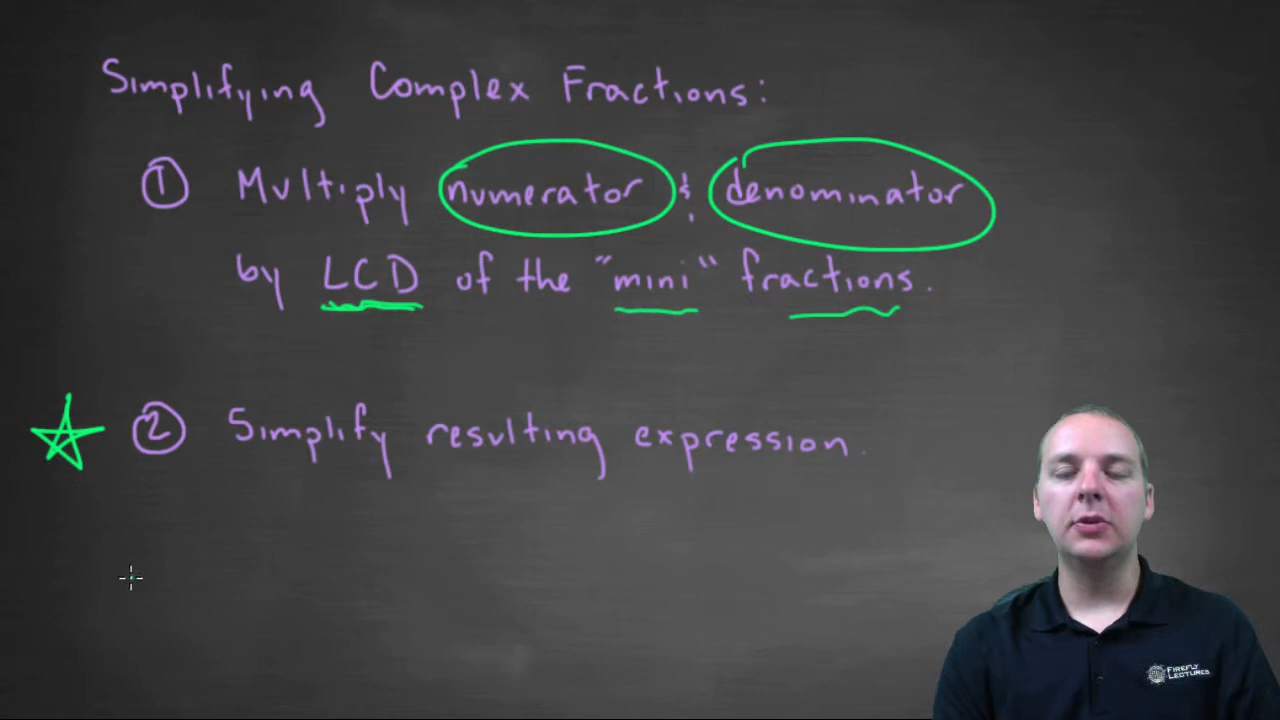 Simplifying Complex Fractions:
① Multiply numerator & denominator
by LCD of the "mini" fractions.
② Simplify resulting expression.
FIREFLY
LECTURES